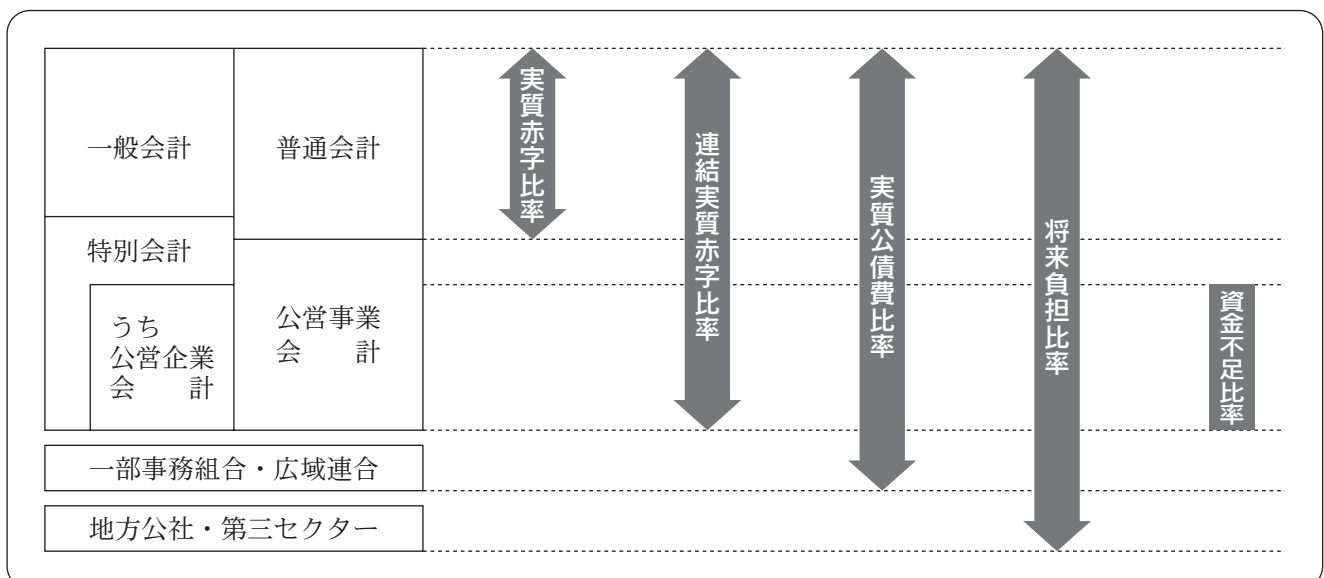 一般会計
普通会計
特別会計
うち
公営企業
会　　計
公営事業
会　　計
一部事務組合・広域連合
地方公社・第三セクター
実質赤字比率
連結実質赤字比率
実質公債費比率
将来負担比率
資金不足比率